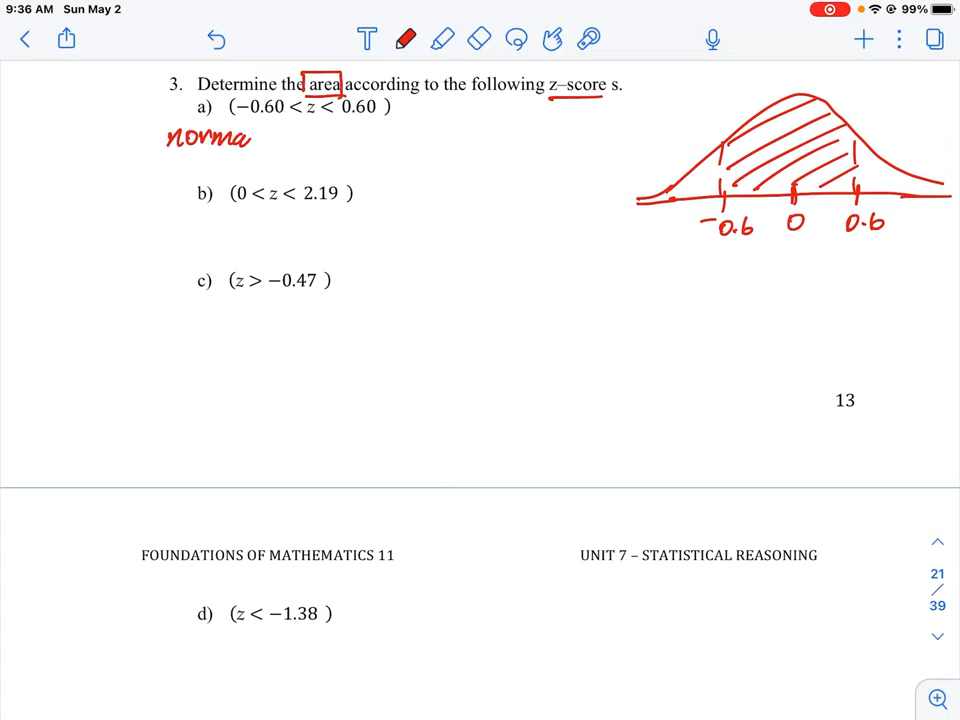 9:36 AM Sun May 2
99%
3. Determine the area according to the following z–score s.
a) (−0.60 < z < 0.60 )
norma
−0.6 0 0.6
b) (0 < z < 2.19 )
c) (z > −0.47 )
13
FOUNDATIONS OF MATHEMATICS 11 UNIT 7 – STATISTICAL REASONING
21
/
39
d) (z < −1.38 )